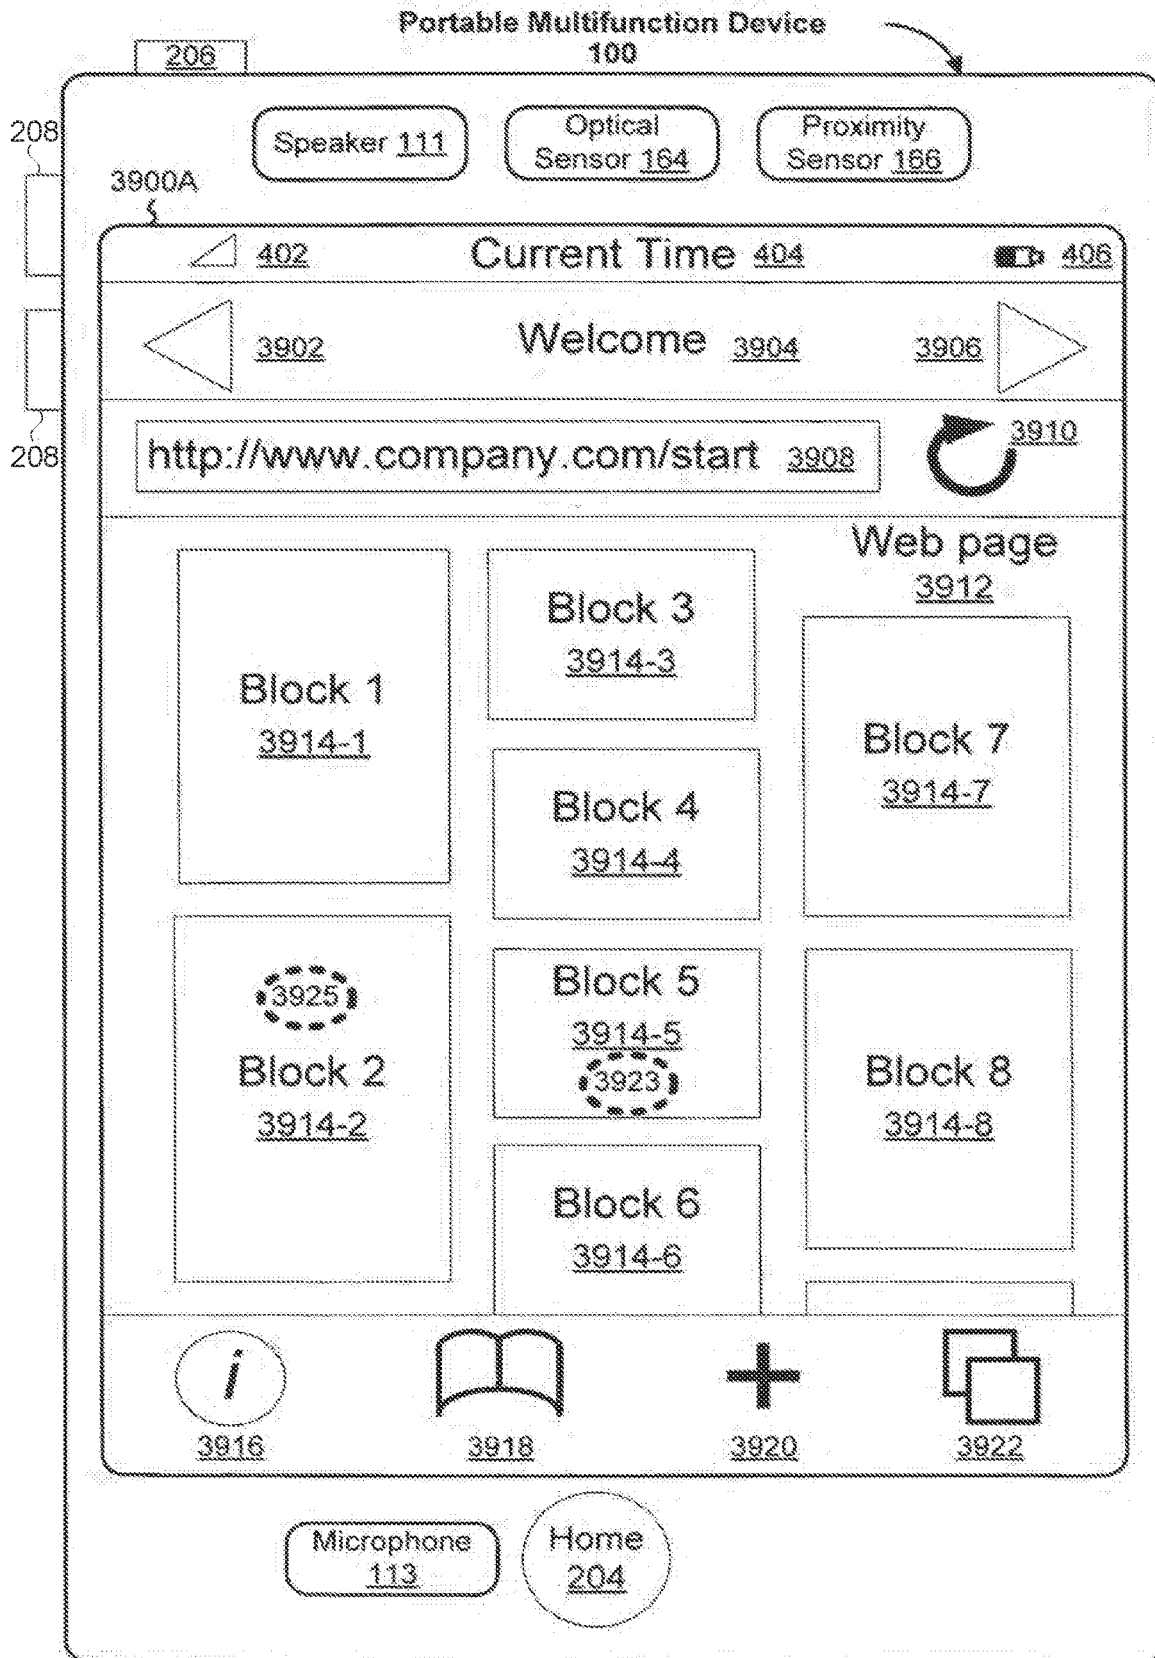 Portable Multifunction Device
100
206
208
Speaker 111
Optical
Sensor 164
Proximity
Sensor 166
3900A
402
Current Time 404
406
3902
Welcome 3904
3906
208
http://www.company.com/start 3908
3910
Web page
3912
Block 1
3914-1
Block 3
3914-3
Block 7
3914-7
Block 4
3914-4
3925
Block 2
3914-2
Block 5
3914-5
3923
Block 8
3914-8
Block 6
3914-6
i
3916
3918
3920
3922
Microphone
113
Home
204